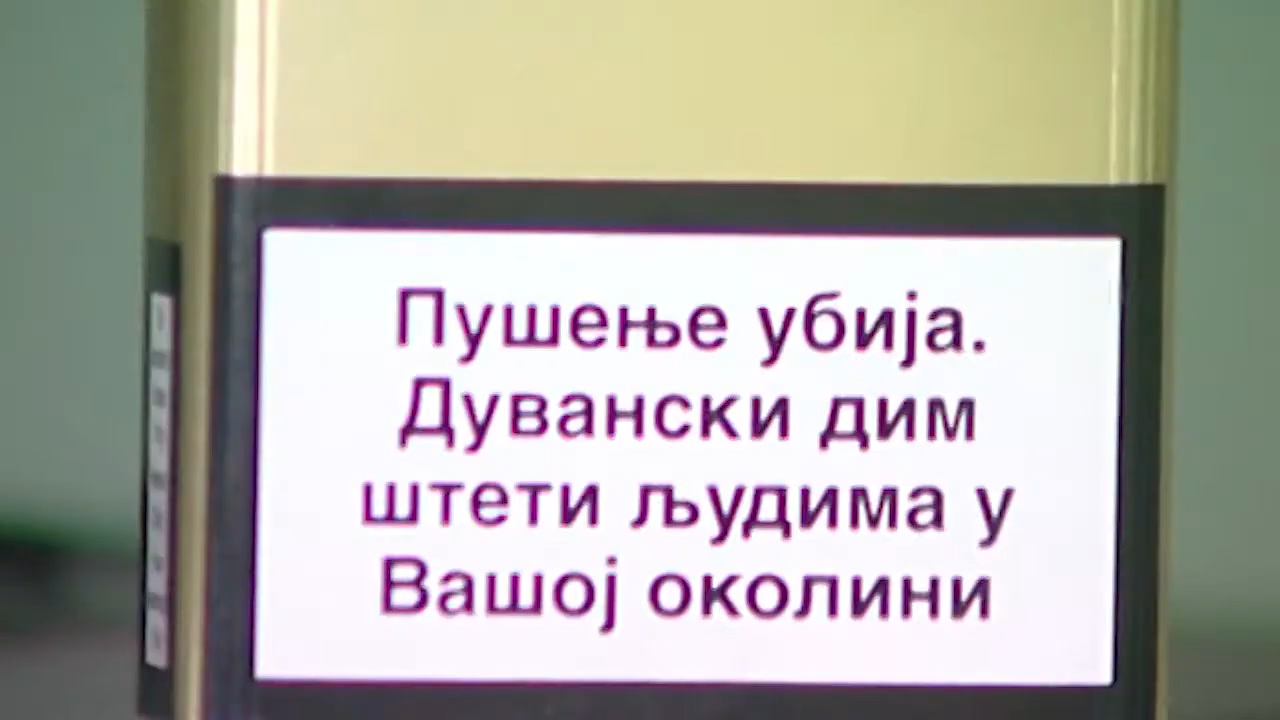 Пушење убија.
Дувански дим
штети људима у
Вашој околини